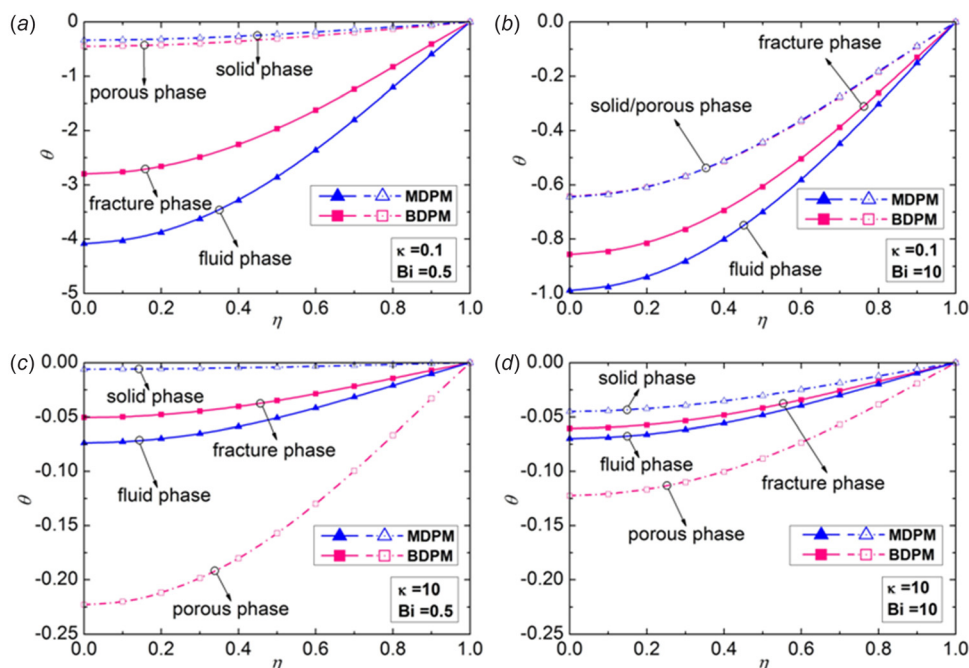 (a)
0
-1
-2
-3
-4
-5
θ
0.0 0.2 0.4 0.6 0.8 1.0
η
porous phase
solid phase
fracture phase
fluid phase
MDPM
BDPM
κ =0.1
Bi =0.5
(b)
0.0
-0.2
-0.4
-0.6
-0.8
-1.0
θ
0.0 0.2 0.4 0.6 0.8 1.0
η
fracture phase
solid/porous phase
fluid phase
MDPM
BDPM
κ =0.1
Bi =10
(c)
0.00
-0.05
-0.10
-0.15
-0.20
-0.25
θ
0.0 0.2 0.4 0.6 0.8 1.0
η
solid phase
fracture phase
fluid phase
porous phase
MDPM
BDPM
κ =10
Bi =0.5
(d)
0.00
-0.05
-0.10
-0.15
-0.20
-0.25
θ
0.0 0.2 0.4 0.6 0.8 1.0
η
solid phase
fluid phase
fracture phase
porous phase
MDPM
BDPM
κ =10
Bi =10